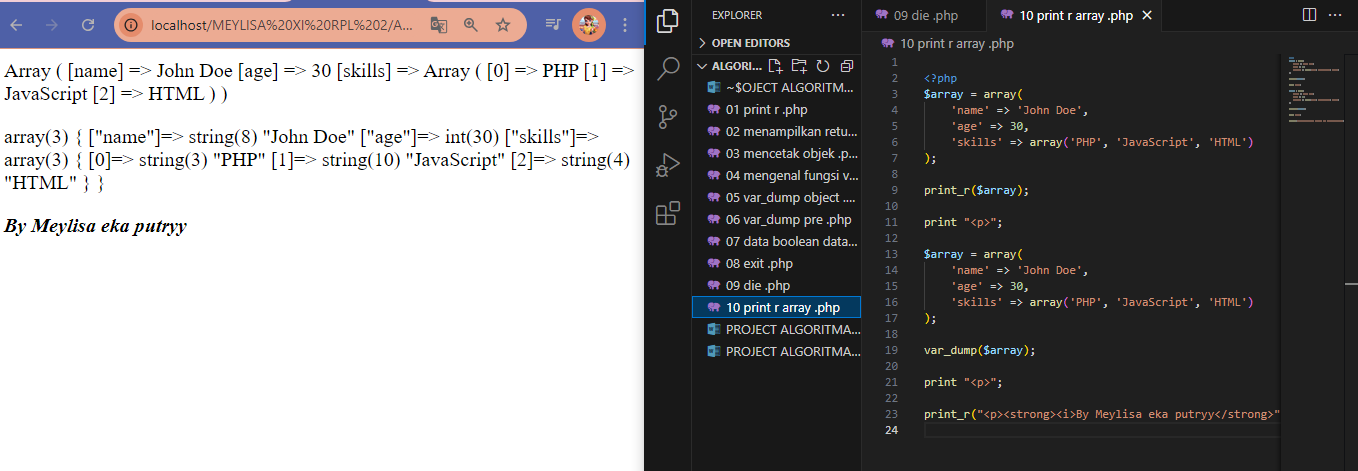 localhost/MEYLISA%20XI%20RPL%202/A...
Array ( [name] => John Doe [age] => 30 [skills] => Array ( [0] => PHP [1] =>
JavaScript [2] => HTML ) )
array(3) { ["name"]=> string(8) "John Doe" ["age"]=> int(30) ["skills"]=>
array(3) { [0]=> string(3) "PHP" [1]=> string(10) "JavaScript" [2]=> string(4)
"HTML" } }
By Meylisa eka putryy
EXPLORER
OPEN EDITORS
ALGORI...
~$OJECT ALGORITM...
01 print r .php
02 menampilkan retu...
03 mencetak objek .p...
04 mengenal fungsi v...
05 var_dump object ....
06 var_dump pre .php
07 data boolean data...
08 exit .php
09 die .php
10 print r array .php
PROJECT ALGORITMA...
PROJECT ALGORITMA...
09 die .php
10 print r array .php
10 print r array .php
1
2 <?php
3 $array = array(
4 'name' => 'John Doe',
5 'age' => 30,
6 'skills' => array('PHP', 'JavaScript', 'HTML')
7 );
8
9 print_r($array);
10
11 print "<p>";
12
13 $array = array(
14 'name' => 'John Doe',
15 'age' => 30,
16 'skills' => array('PHP', 'JavaScript', 'HTML')
17 );
18
19 var_dump($array);
20
21 print "<p>";
22
23 print_r("<p><strong><i>By Meylisa eka putryy</strong>"
24